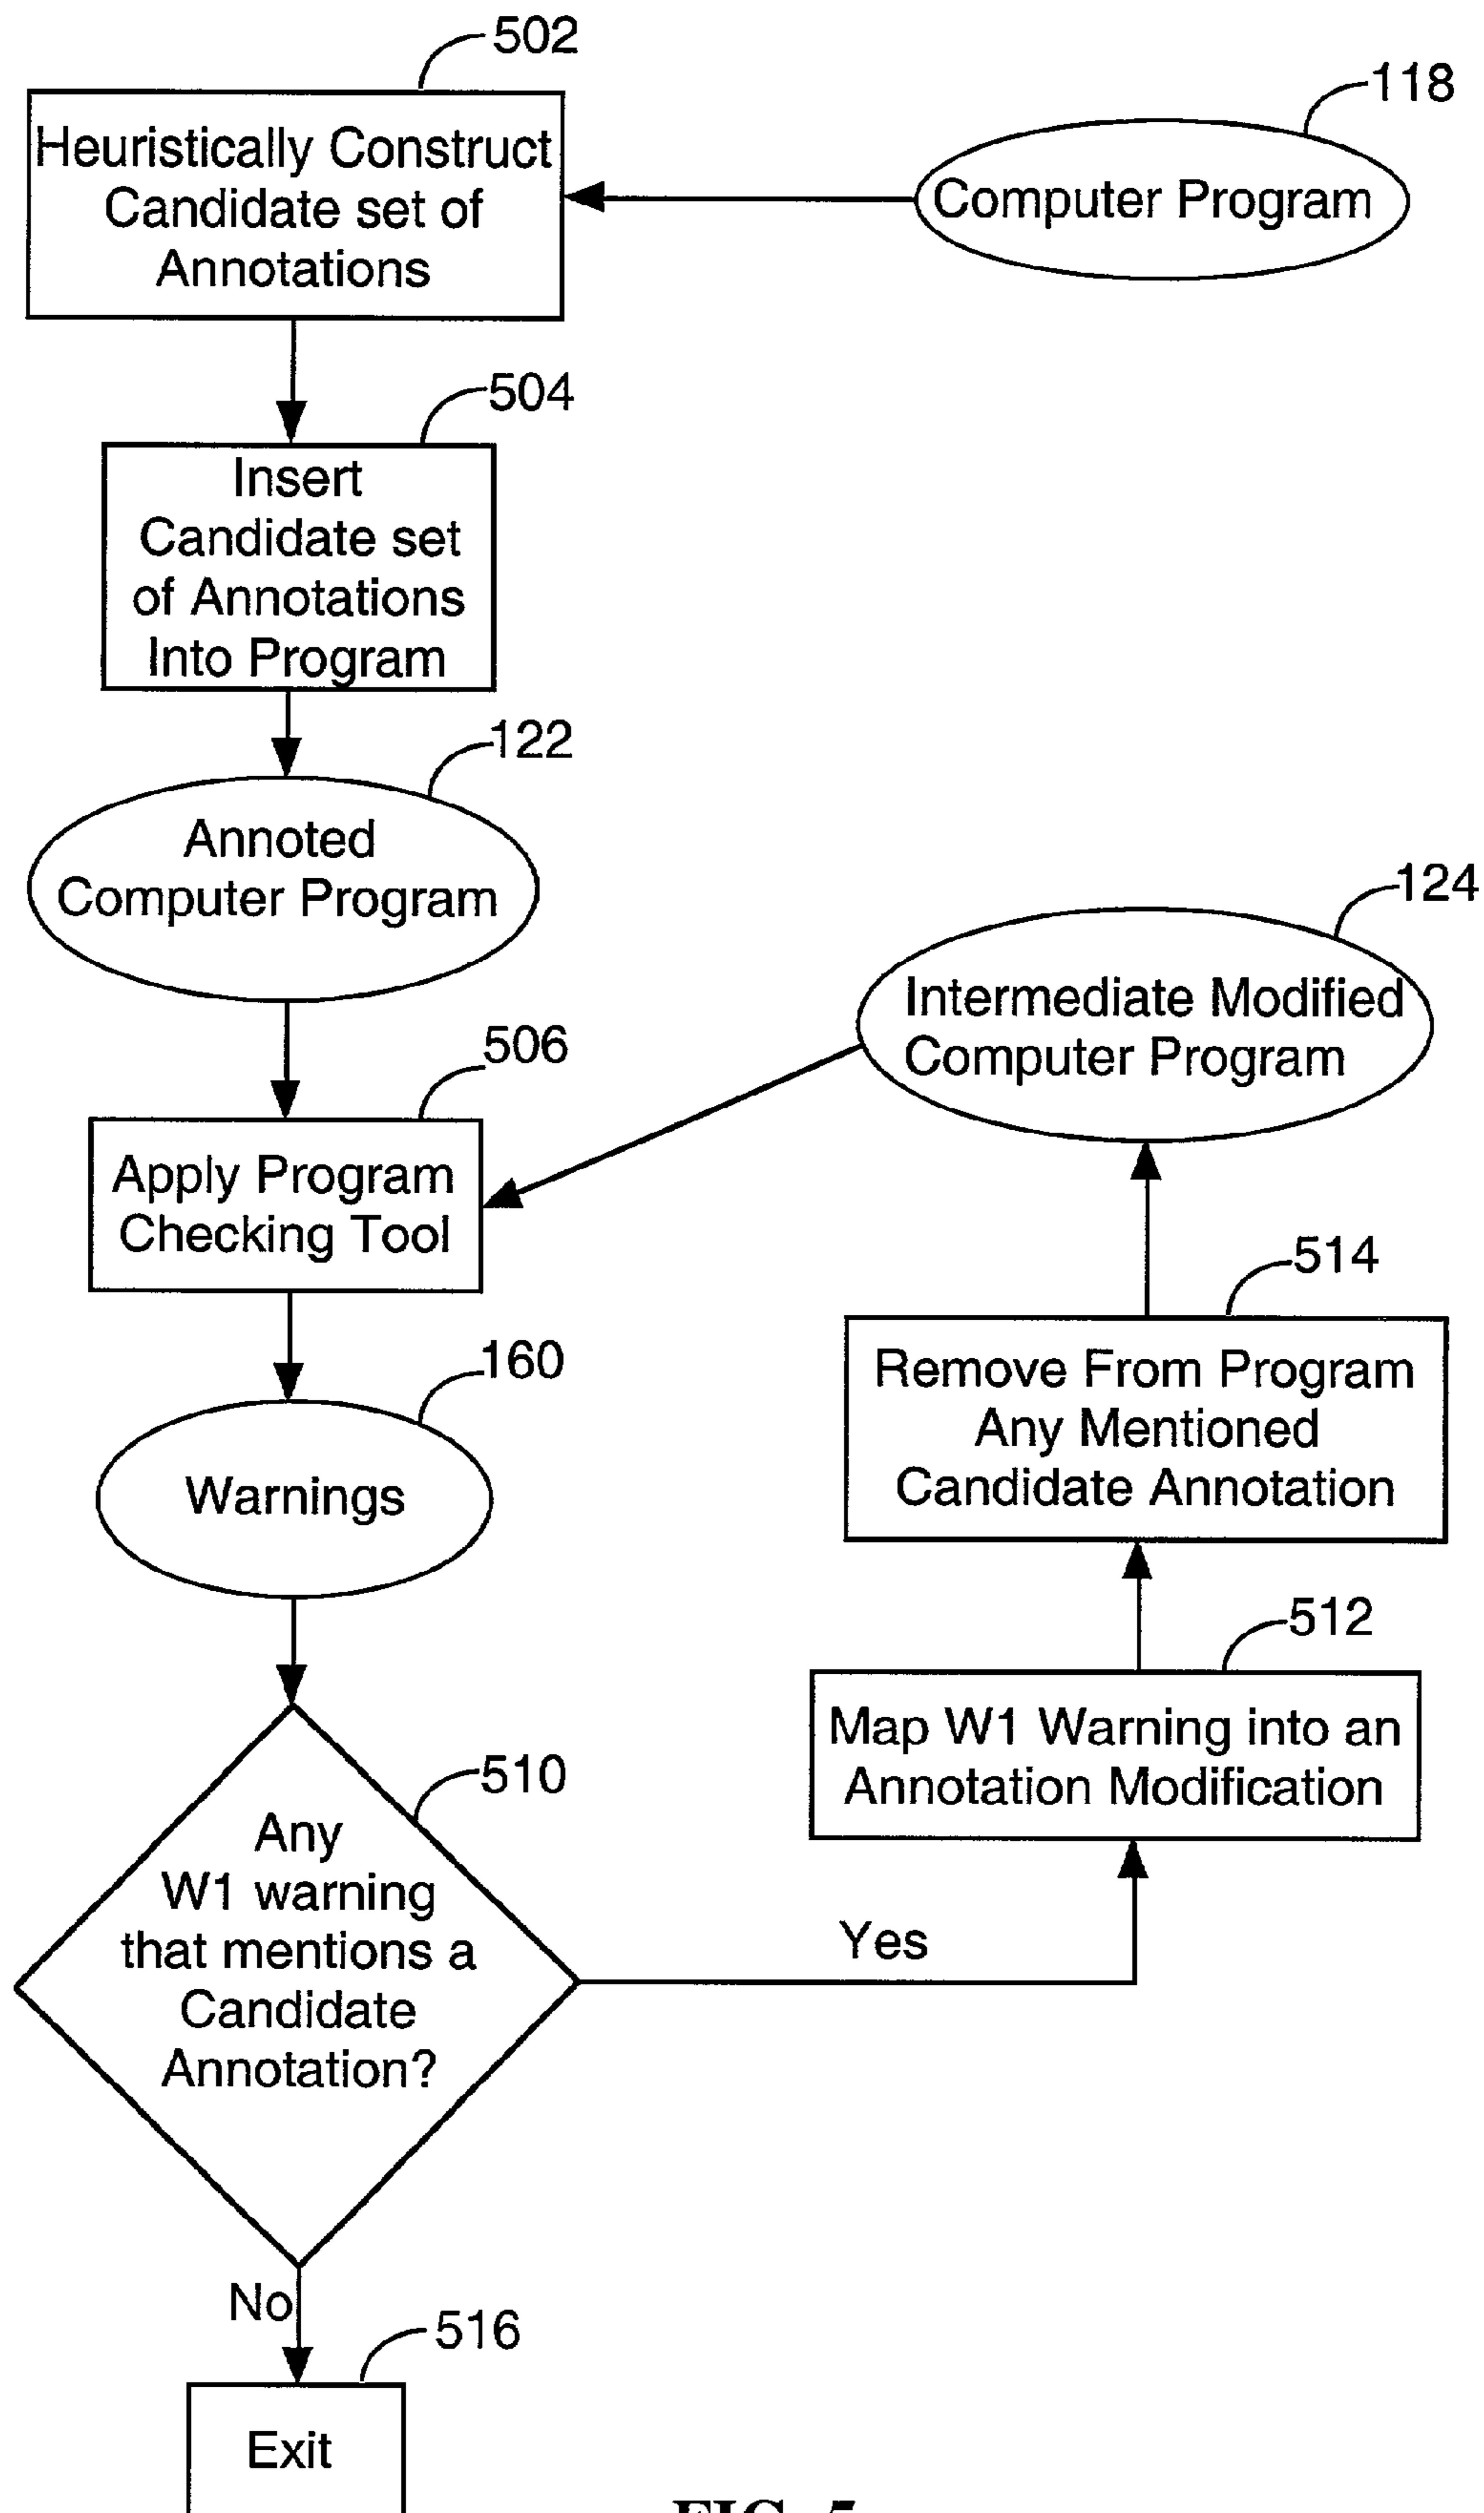 502
118
Heuristically Construct
Candidate set of
Annotations
Computer Program
504
Insert
Candidate set
of Annotations
Into Program
122
Annoted
Computer Program
124
Intermediate Modified
Computer Program
506
Apply Program
Checking Tool
514
Remove From Program
Any Mentioned
Candidate Annotation
160
Warnings
512
Map W1 Warning into an
Annotation Modification
510
Any
W1 warning
that mentions a
Candidate
Annotation?
Yes
No
516
Exit